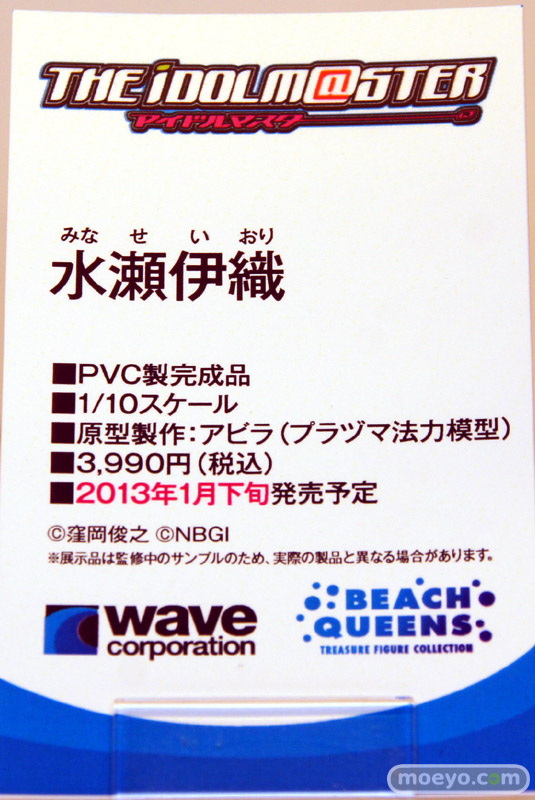 THE iDOLM@STER
アイドルマスター
みなせいおり
水瀬伊織
■PVC製完成品
■1/10スケール
■原型製作:アビラ(プラヅマ法力模型)
■3,990円(税込)
■2013年1月下旬発売予定
©窪岡俊之 ©NBGI
※展示品は監修中のサンプルのため、実際の製品と異なる場合があります。
wave
corporation
BEACH
QUEENS
TREASURE FIGURE COLLECTION
moeyo.com